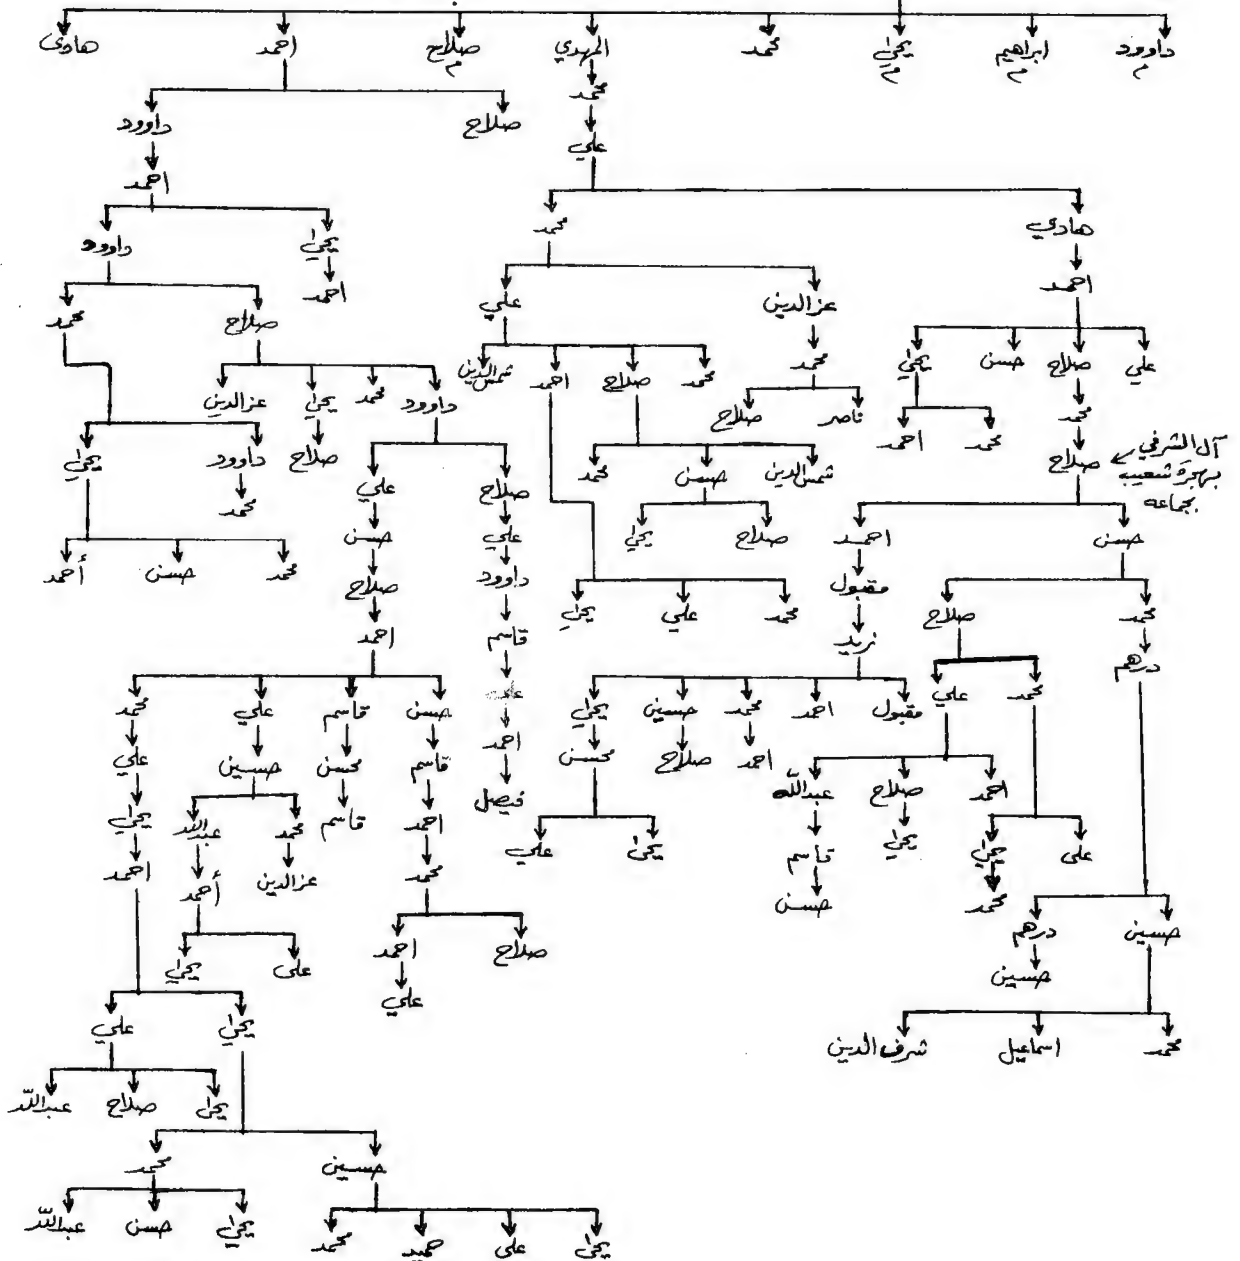 داوود ابراهيم يحيى محمد المهدي صلاح احمد هادى
م م م م
محمد
صلاح داوود
علي
احمد
هادي محمد يحيى داوود
احمد احمد
عزالدين علي صلاح محمد
علي صلاح حسن يحيى محمد محمد صلاح احمد شمس الدين داوود محمد يحيى عزالدين
محمد محمد احمد ناصر صلاح
آل الشرفي
بهجرة شعيب
بجماعه
صلاح شمس الدين حسن محمد صلاح داوود يحيى
صلاح علي محمد
حسن احمد صلاح يحيى علي حسن محمد حسن أحمد
مقبول داوود صلاح
محمد صلاح محمد علي يحيى
درهم زيد قاسم احمد
محمد علي مقبول احمد محمد حسين يحيى حسن قاسم علي محمد
احمد صلاح محسن احمد قاسم محسن حسين علي
احمد صلاح عبدالله فيصل احمد قاسم محمد عبدالله يحيى
على يحيى يحيى قاسم يحيى علي محمد عزالدين أحمد احمد
محمد حسن
حسين درهم صلاح احمد على يحيى
حسين علي
محمد اسماعيل شرف الدين يحيى علي
يحيى صلاح عبدالله
حسين محمد
يحيى على حميد محمد يحيى حسن عبدالله